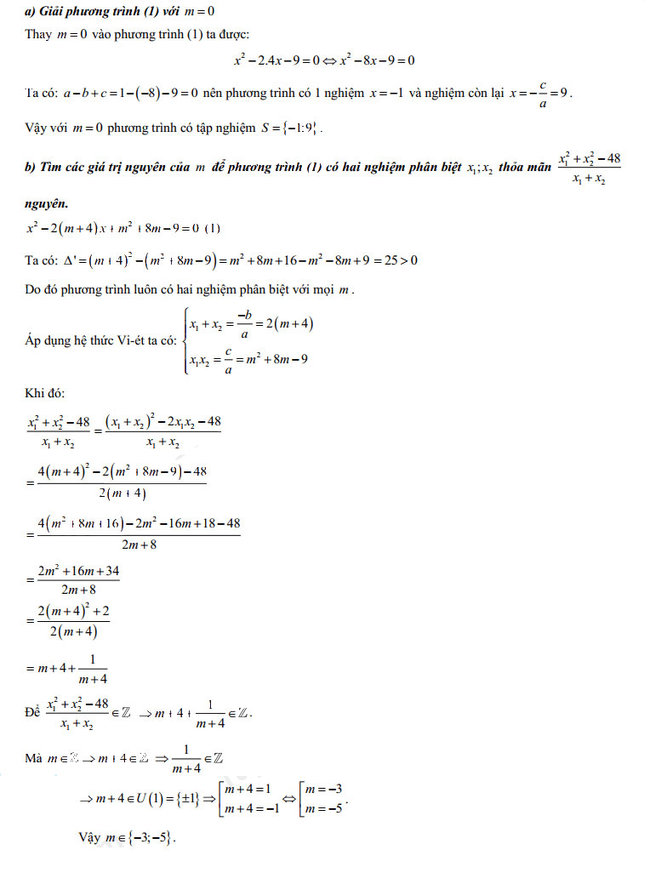 a) Giải phương trình (1) với m = 0
Thay m = 0 vào phương trình (1) ta được:
x² − 2.4x − 9 = 0 ⇔ x² − 8x − 9 = 0
Ta có: a − b + c = 1 − (−8) − 9 = 0 nên phương trình có 1 nghiệm x = −1 và nghiệm còn lại x = −c/a = 9.
Vậy với m = 0 phương trình có tập nghiệm S = {−1;9}.
b) Tìm các giá trị nguyên của m để phương trình (1) có hai nghiệm phân biệt x₁; x₂ thỏa mãn (x₁² + x₂² − 48)/(x₁ + x₂)
nguyên.
x² − 2(m + 4)x + m² + 8m − 9 = 0 (1)
Ta có: Δ' = (m + 4)² − (m² + 8m − 9) = m² + 8m + 16 − m² − 8m + 9 = 25 > 0
Do đó phương trình luôn có hai nghiệm phân biệt với mọi m.
Áp dụng hệ thức Vi-ét ta có: { x₁ + x₂ = −b/a = 2(m + 4)
x₁x₂ = c/a = m² + 8m − 9
Khi đó:
(x₁² + x₂² − 48)/(x₁ + x₂) = ((x₁ + x₂)² − 2x₁x₂ − 48)/(x₁ + x₂)
= (4(m + 4)² − 2(m² + 8m − 9) − 48)/(2(m + 4))
= (4(m² + 8m + 16) − 2m² − 16m + 18 − 48)/(2m + 8)
= (2m² + 16m + 34)/(2m + 8)
= (2(m + 4)² + 2)/(2(m + 4))
= m + 4 + 1/(m + 4)
Để (x₁² + x₂² − 48)/(x₁ + x₂) ∈ ℤ ⇒ m + 4 + 1/(m + 4) ∈ ℤ.
Mà m ∈ ℤ ⇒ m + 4 ∈ ℤ ⇒ 1/(m + 4) ∈ ℤ
⇒ m + 4 ∈ U(1) = {±1} ⇒ [ m + 4 = 1 ; m + 4 = −1 ⇔ [ m = −3 ; m = −5 .
Vậy m ∈ {−3;−5}.